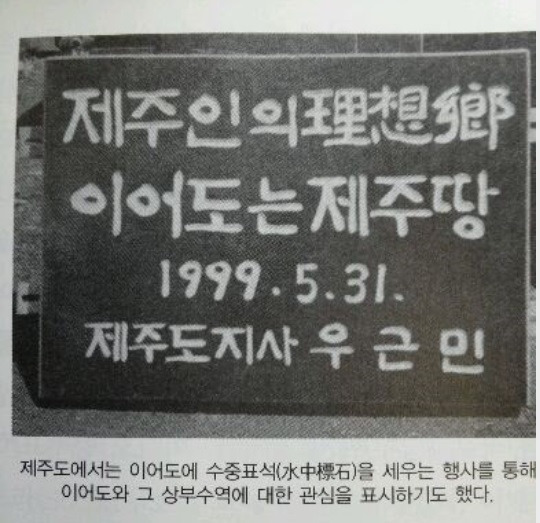 제주인의理想鄕
이어도는제주땅
1999.5.31.
제주도지사 우근민
제주도에서는 이어도에 수중표석(水中標石)을 세우는 행사를 통해
이어도와 그 상부수역에 대한 관심을 표시하기도 했다.